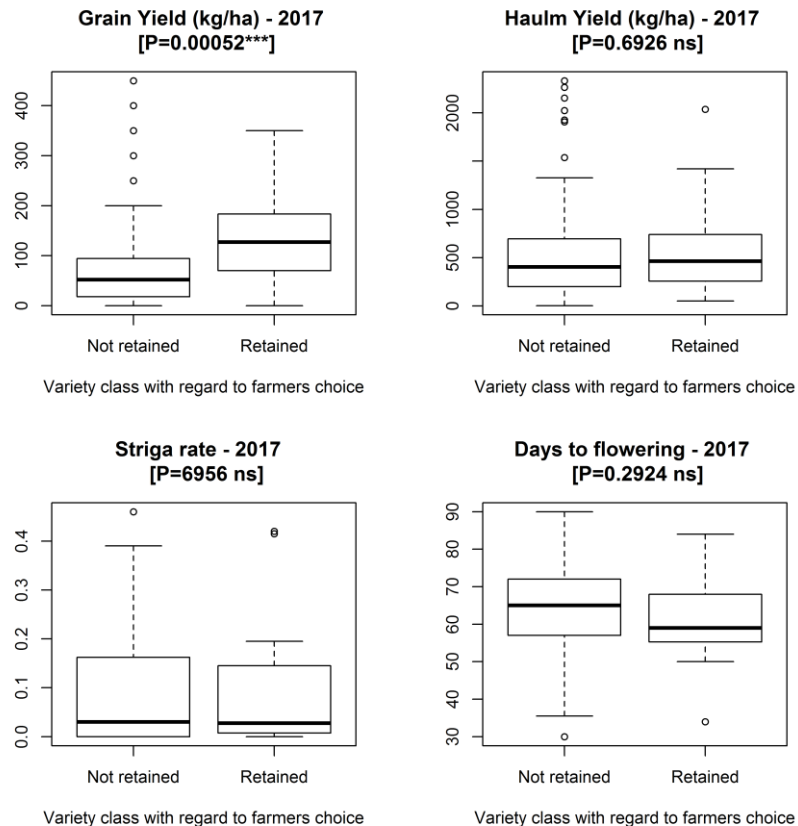 Grain Yield (kg/ha) - 2017
[P=0.00052***]
400
300
200
100
0
Not retained Retained
Variety class with regard to farmers choice
Haulm Yield (kg/ha) - 2017
[P=0.6926 ns]
2000
1000
500
0
Not retained Retained
Variety class with regard to farmers choice
Striga rate - 2017
[P=6956 ns]
0.4
0.3
0.2
0.1
0.0
Not retained Retained
Variety class with regard to farmers choice
Days to flowering - 2017
[P=0.2924 ns]
90
80
70
60
50
40
30
Not retained Retained
Variety class with regard to farmers choice